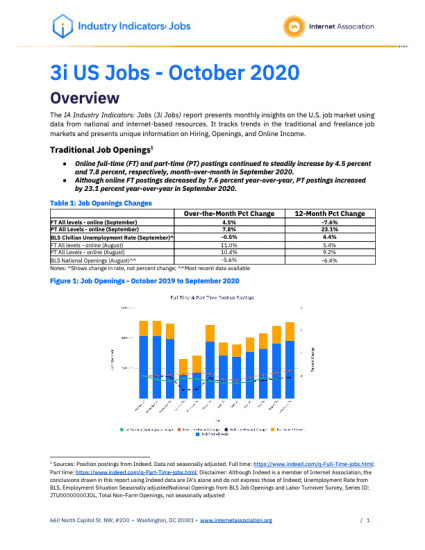 Industry Indicators: Jobs
IA
Internet Association
3i US Jobs - October 2020
Overview
The IA Industry Indicators: Jobs (3i Jobs) report presents monthly insights on the U.S. job market using
data from national and internet-based resources. It tracks trends in the traditional and freelance job
markets and presents unique information on Hiring, Openings, and Online Income.
Traditional Job Openings¹
● Online full-time (FT) and part-time (PT) postings continued to steadily increase by 4.5 percent
and 7.8 percent, respectively, month-over-month in September 2020.
● Although online FT postings decreased by 7.6 percent year-over-year, PT postings increased
by 23.1 percent year-over-year in September 2020.
Table 1: Job Openings Changes
Over-the-Month Pct Change 12-Month Pct Change
FT All levels - online (September) 4.5% -7.6%
PT All Levels - online (September) 7.8% 23.1%
BLS Civilian Unemployment Rate (September)^ -0.5% 4.4%
FT All levels - online (August) 11.0% 5.4%
PT All Levels - online (August) 10.4% 9.2%
BLS National Openings (August)^^ -5.6% -6.4%
Notes: ^Shows change in rate, not percent change; ^^Most recent data available
Figure 1: Job Openings - October 2019 to September 2020
Full-Time & Part-Time Position Postings
¹ Sources: Position postings from Indeed. Data not seasonally adjusted. Full time: https://www.indeed.com/q-Full-time-jobs.html;
Part time: https://www.indeed.com/q-Part-time-jobs.html; Disclaimer: Although Indeed is a member of Internet Association, the
conclusions drawn in this report using Indeed data are IA's alone and do not express those of Indeed; Unemployment Rate from
BLS, Employment Situation Seasonally adjustedNational Openings from BLS Job Openings and Labor Turnover Survey, Series ID:
JTU000000000JOL, Total Non-Farm Openings, not seasonally adjusted
660 North Capitol St. NW, #200 • Washington, DC 20001 • www.internetassociation.org / 1